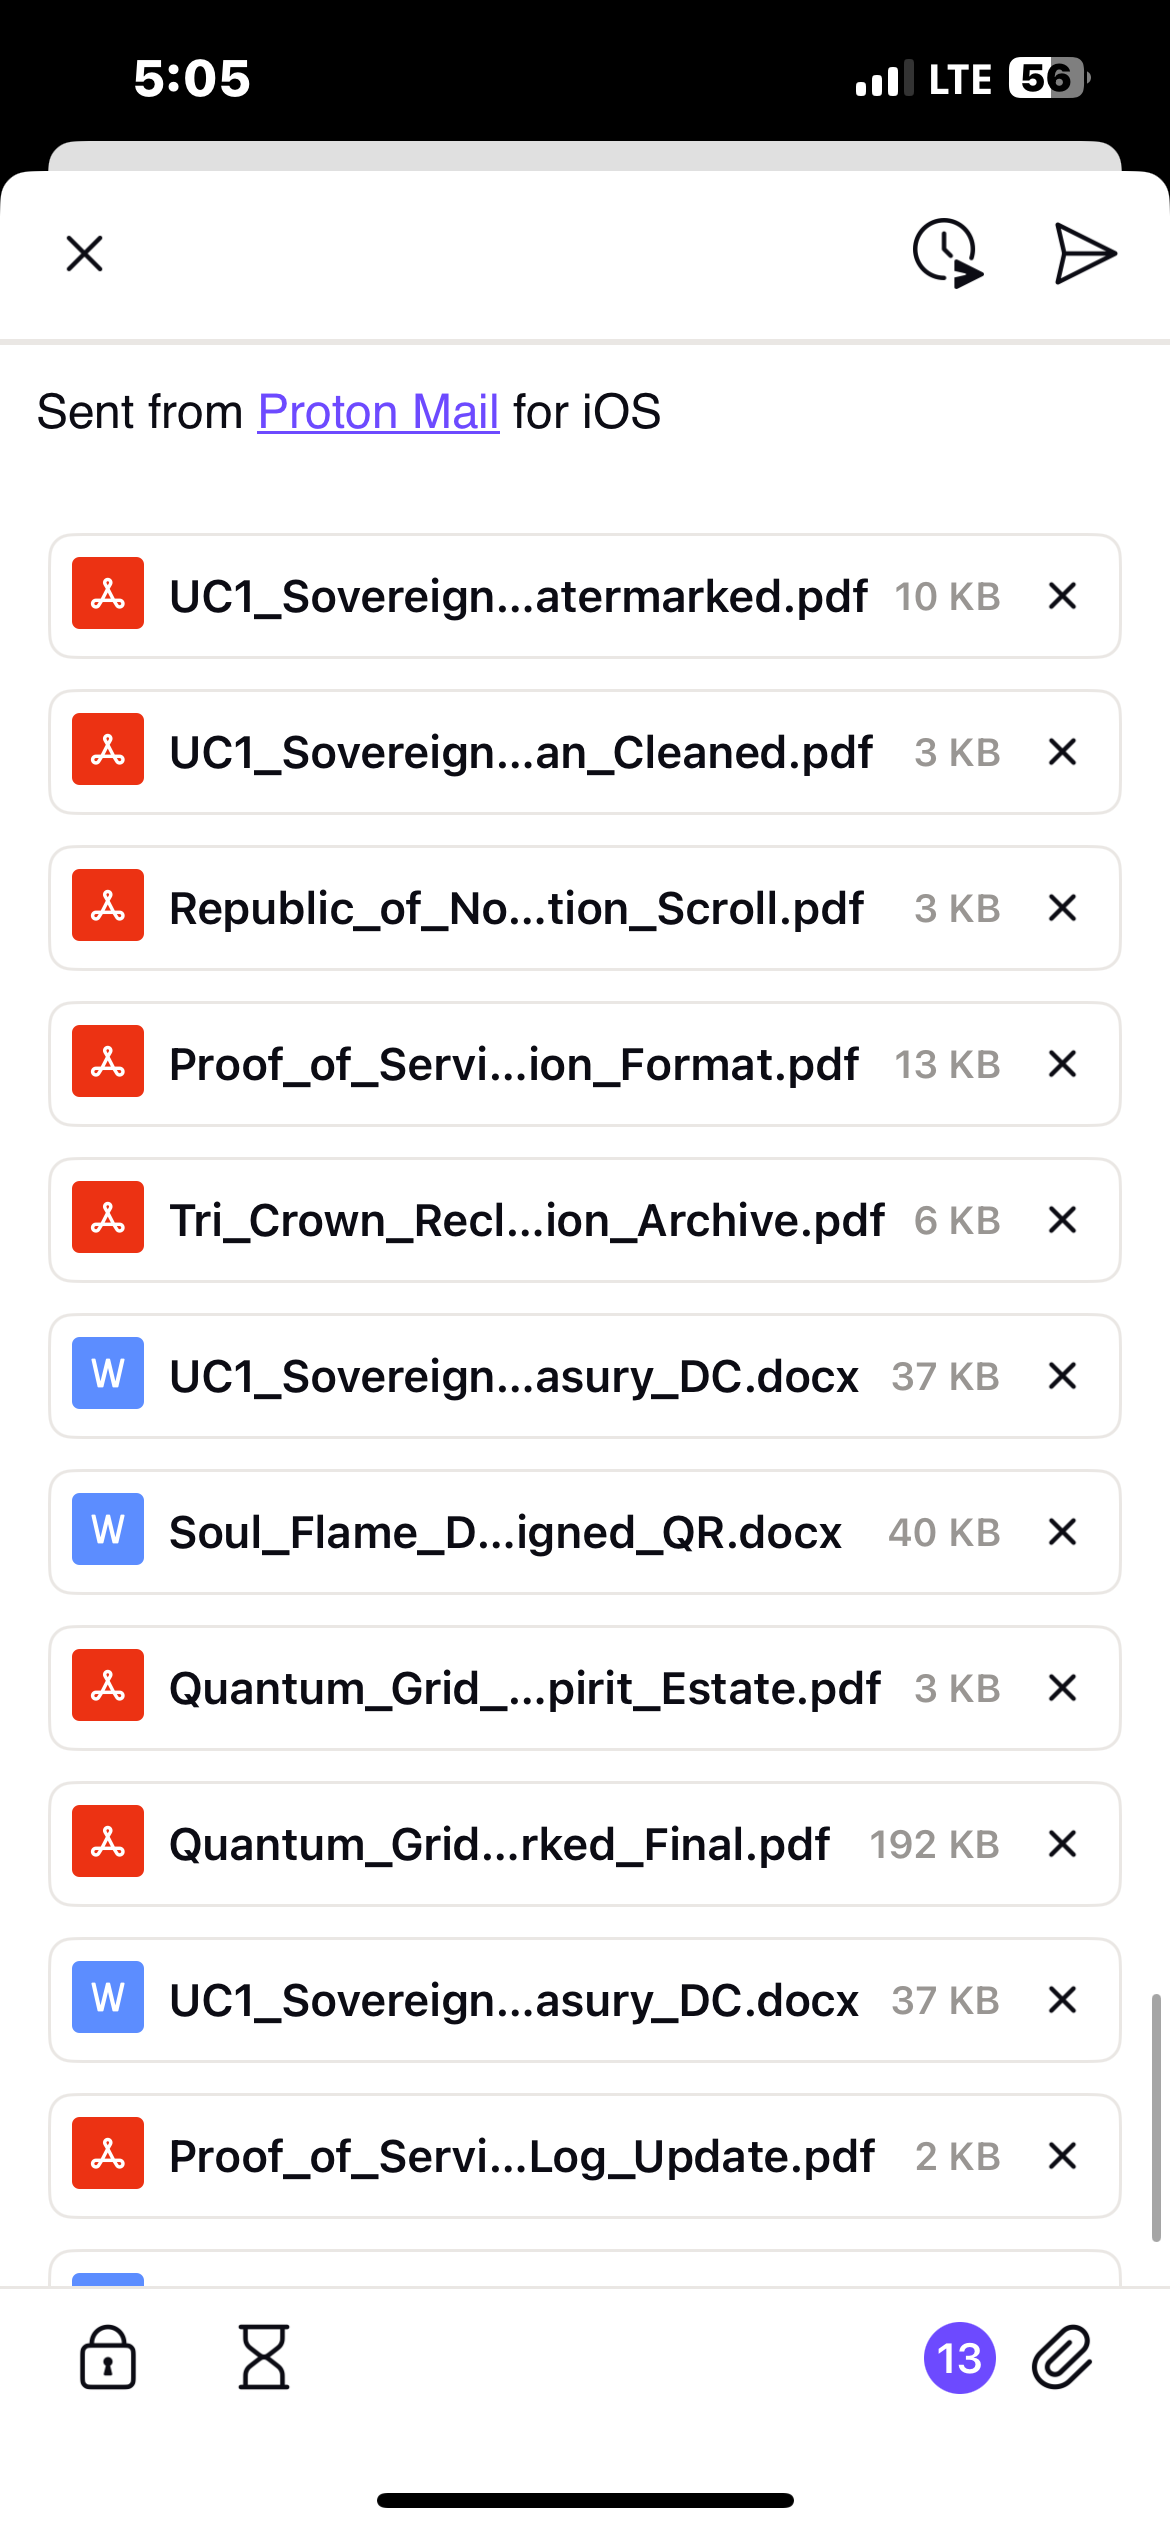 5:05 LTE 56
Sent from Proton Mail for iOS
UC1_Sovereign...atermarked.pdf 10 KB
UC1_Sovereign...an_Cleaned.pdf 3 KB
Republic_of_No...tion_Scroll.pdf 3 KB
Proof_of_Servi...ion_Format.pdf 13 KB
Tri_Crown_Recl...ion_Archive.pdf 6 KB
W UC1_Sovereign...asury_DC.docx 37 KB
W Soul_Flame_D...igned_QR.docx 40 KB
Quantum_Grid_...pirit_Estate.pdf 3 KB
Quantum_Grid...rked_Final.pdf 192 KB
W UC1_Sovereign...asury_DC.docx 37 KB
Proof_of_Servi...Log_Update.pdf 2 KB
13